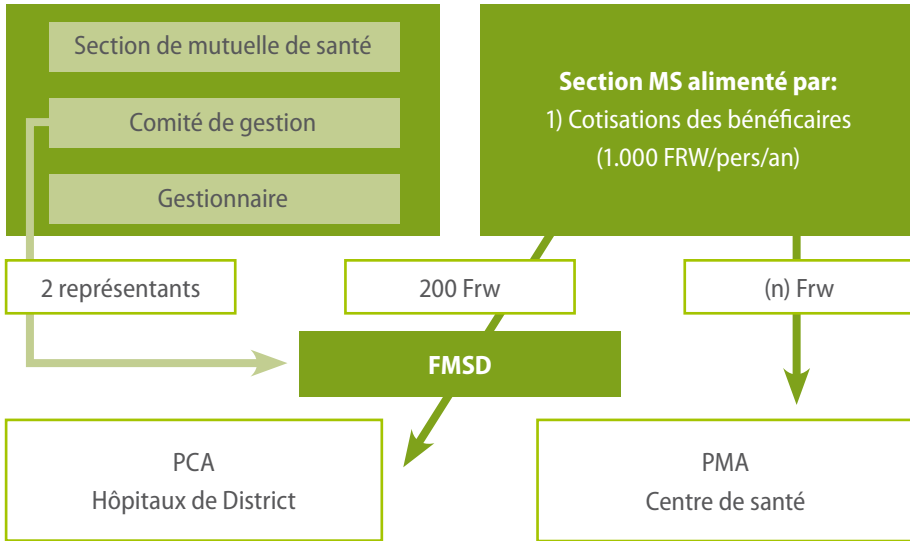 Section de mutuelle de santé
Comité de gestion
Gestionnaire
Section MS alimenté par:
1) Cotisations des bénéficaires
(1.000 FRW/pers/an)
2 représentants
200 Frw
(n) Frw
FMSD
PCA
Hôpitaux de District
PMA
Centre de santé